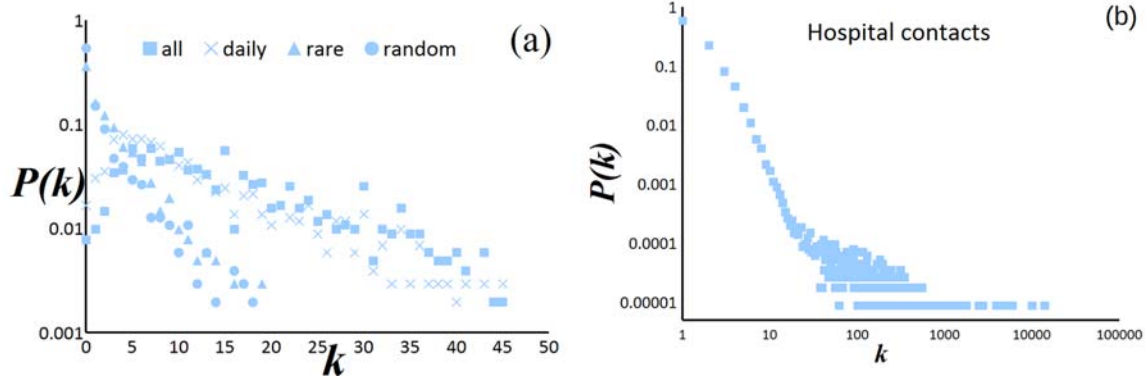 (a)
all daily rare random
1
0.1
0.01
0.001
P(k)
0 5 10 15 20 25 30 35 40 45 50
k
(b)
Hospital contacts
1
0.1
0.01
0.001
0.0001
0.00001
P(k)
1 10 100 1000 10000 100000
k